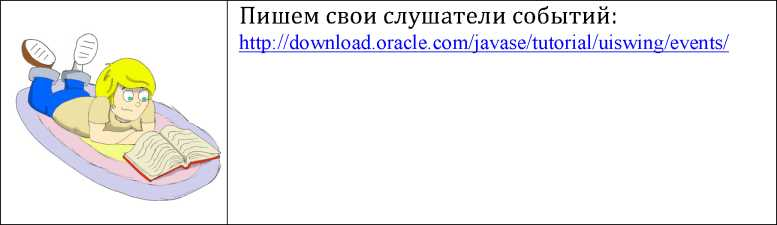 Пишем свои слушатели событий:
http://download.oracle.com/javase/tutorial/uiswing/events/